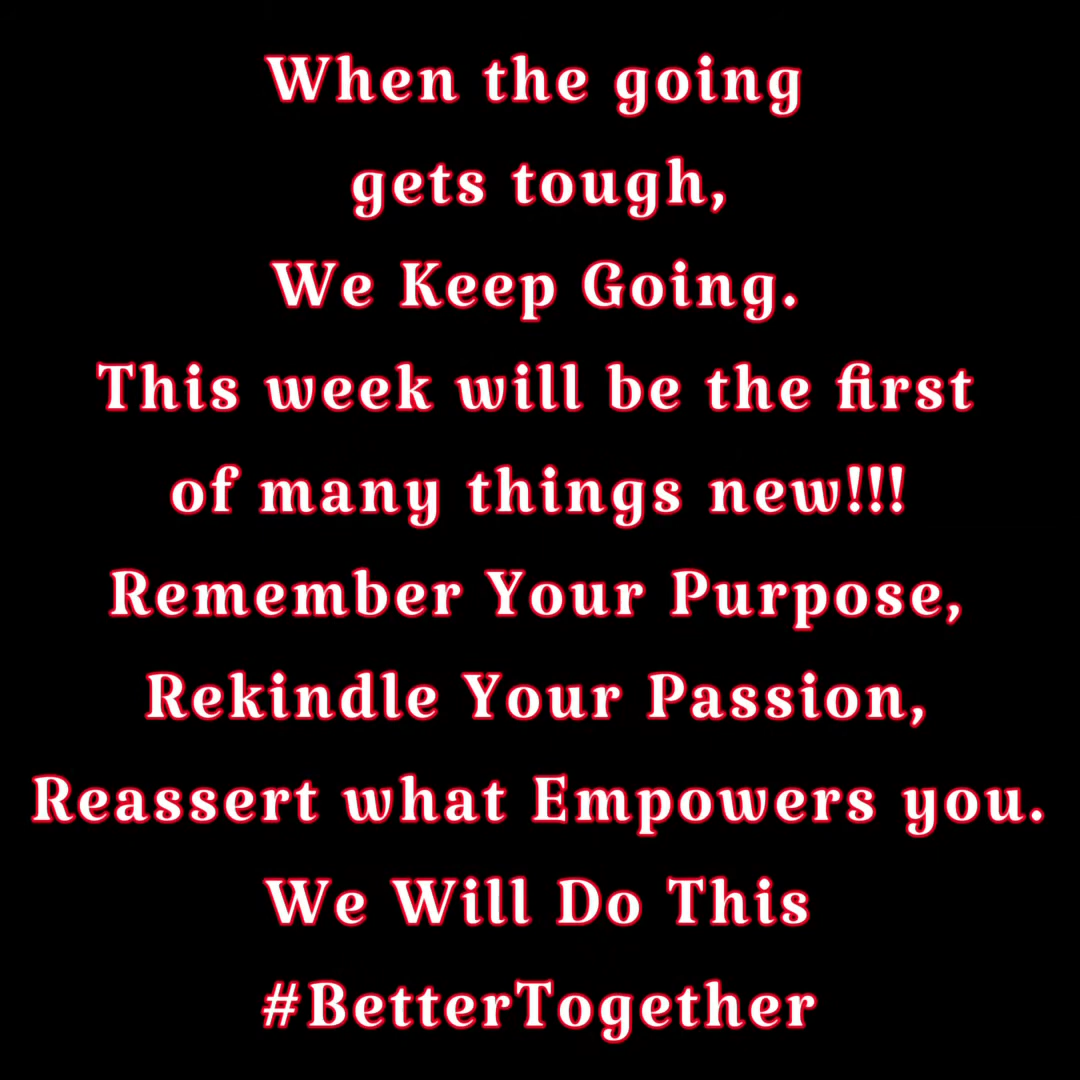 When the going
gets tough,
We Keep Going.
This week will be the first
of many things new!!!
Remember Your Purpose,
Rekindle Your Passion,
Reassert what Empowers you.
We Will Do This
#BetterTogether